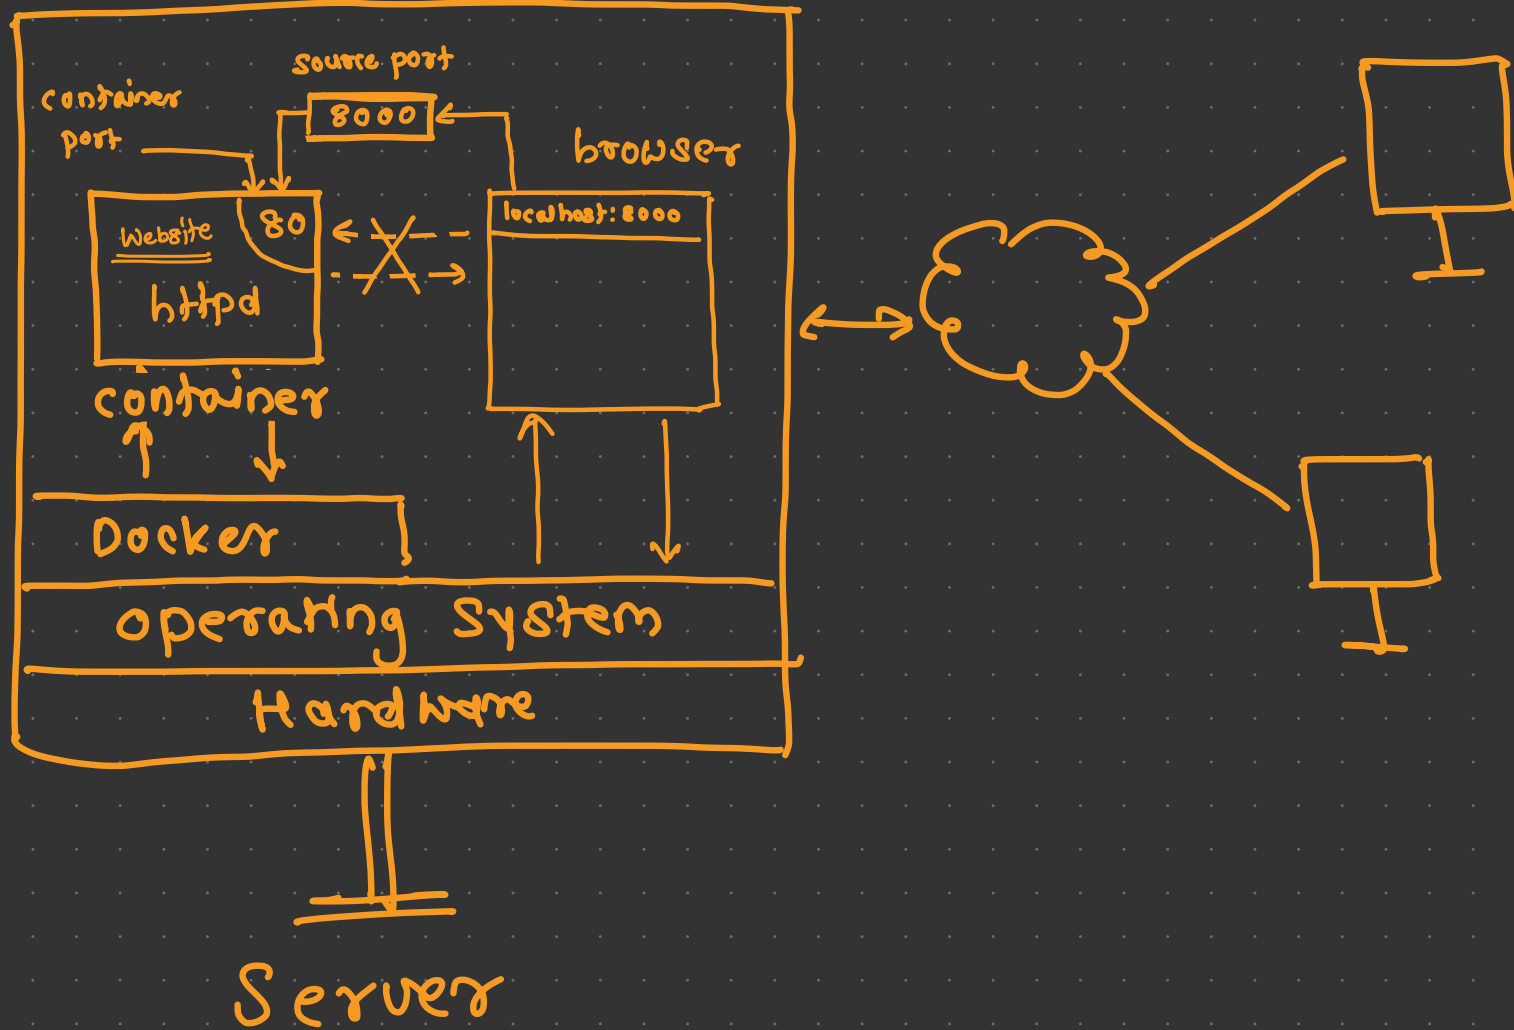 source port
8000
container
port
browser
website
80
httpd
localhost:8000
container
Docker
operating system
Hardware
Server